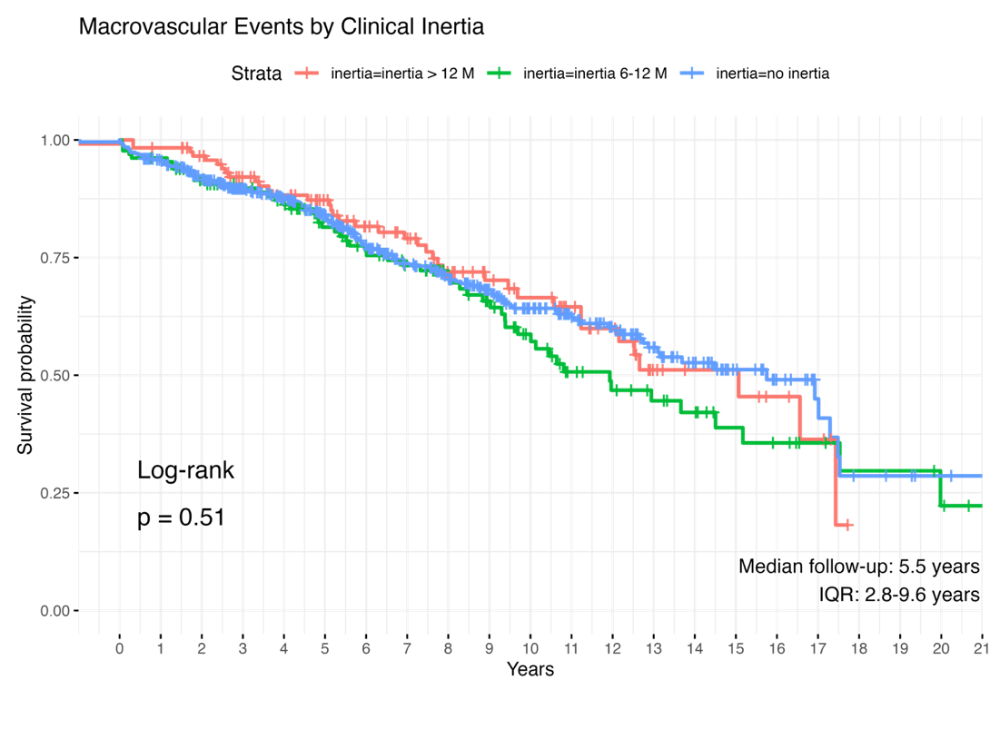 Macrovascular Events by Clinical Inertia
Strata inertia=inertia > 12 M inertia=inertia 6-12 M inertia=no inertia
Survival probability
1.00
0.75
0.50
0.25
0.00
Log-rank
p = 0.51
Median follow-up: 5.5 years
IQR: 2.8-9.6 years
0 1 2 3 4 5 6 7 8 9 10 11 12 13 14 15 16 17 18 19 20 21
Years